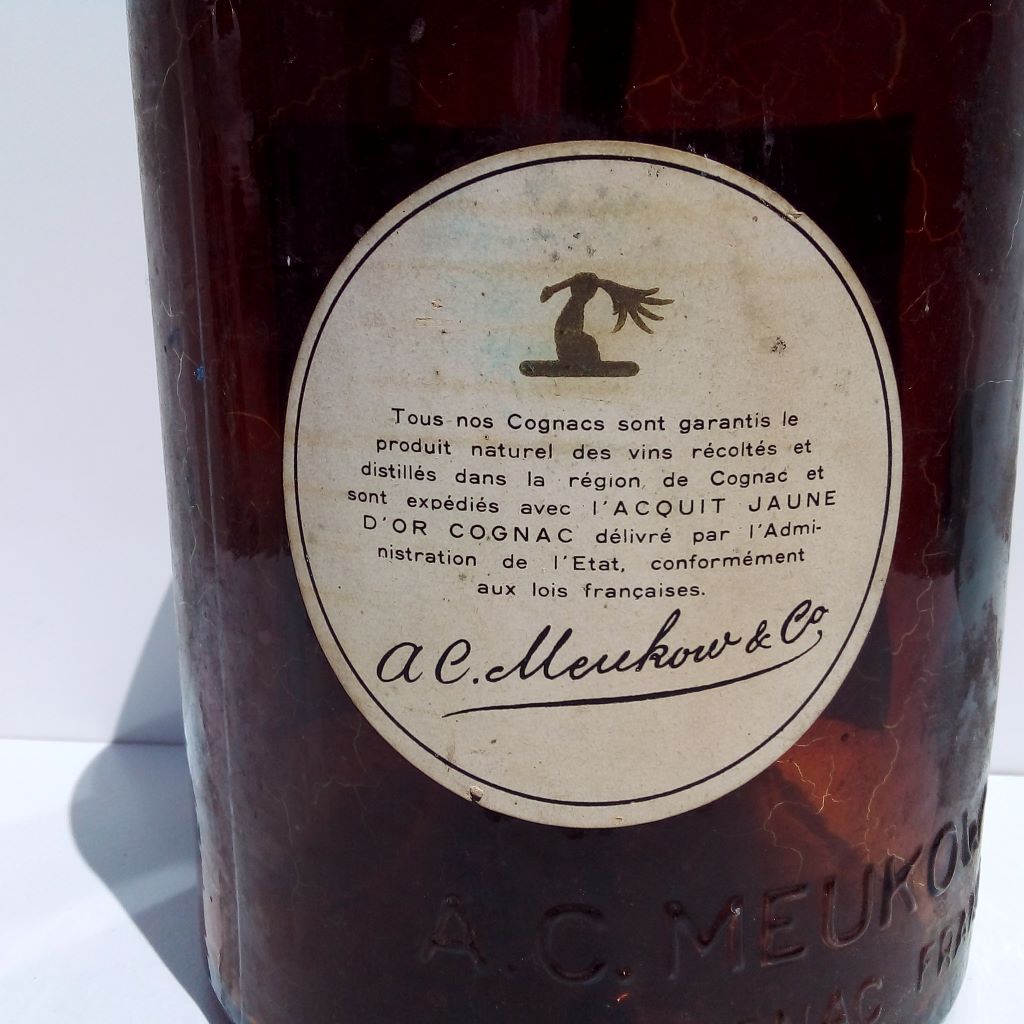 Tous nos Cognacs sont garantis le
produit naturel des vins récoltés et
distillés dans la région de Cognac et
sont expédiés avec l'ACQUIT JAUNE
D'OR COGNAC délivré par l'Admi-
nistration de l'Etat, conformément
aux lois françaises.
A C. Meukow & Co
A. C. MEUKOW